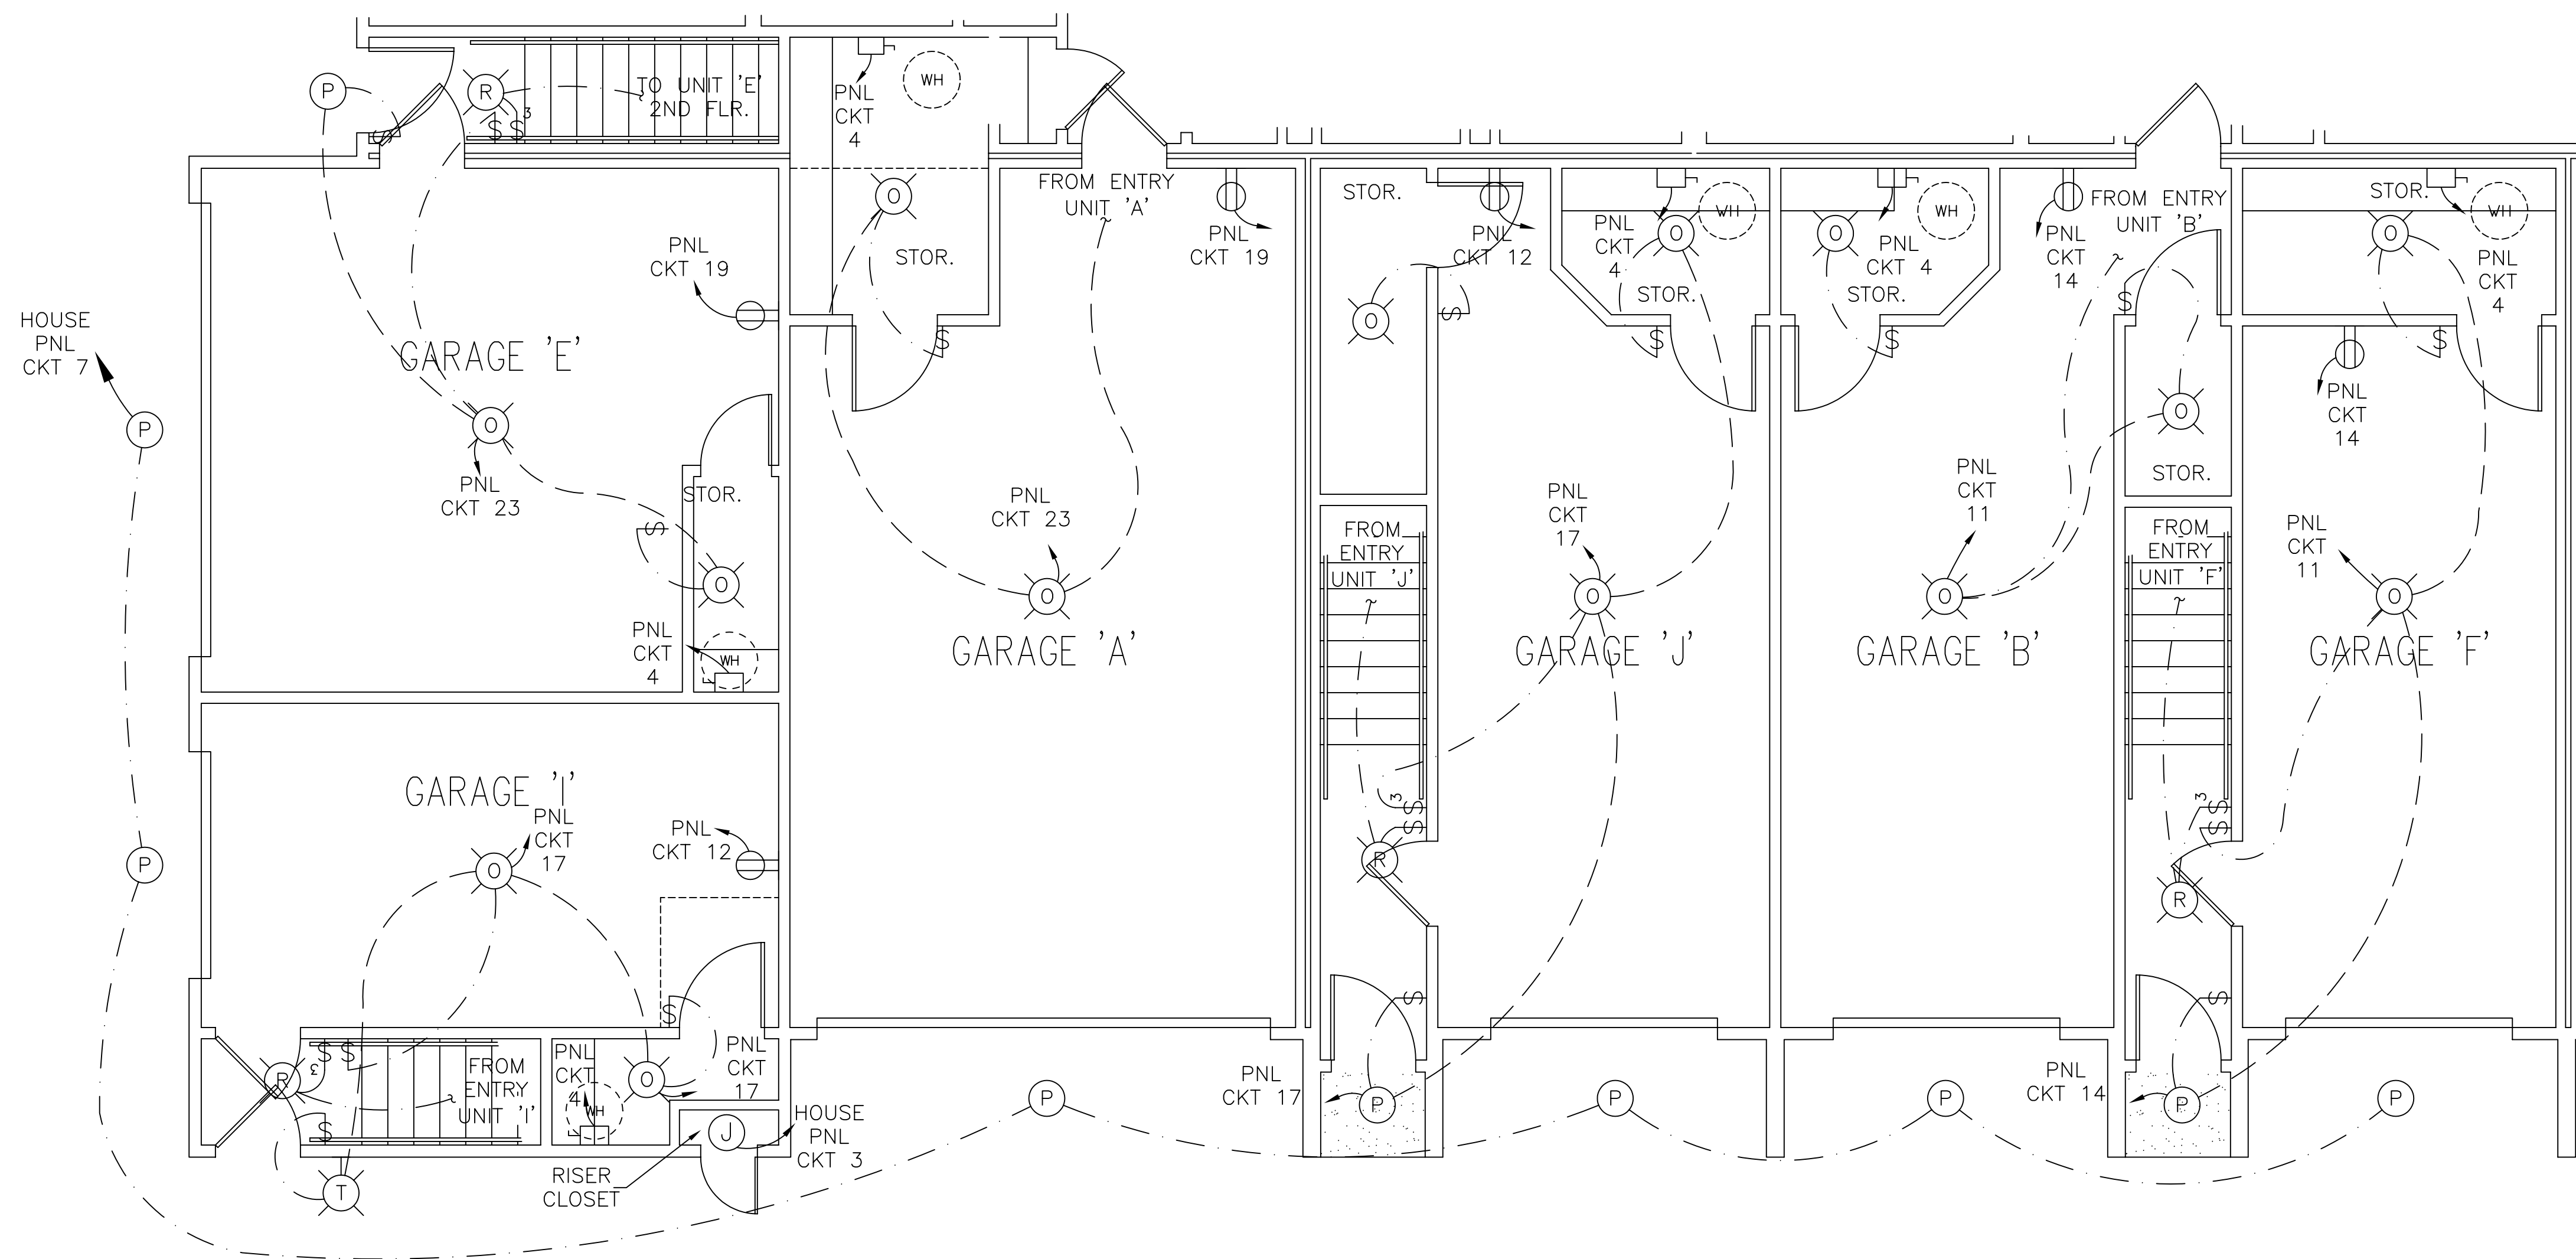 P
R
TO UNIT 'E'
2ND FLR.
$
$ $ 3
PNL
CKT
4
WH
O
STOR.
$
FROM ENTRY
UNIT 'A'
PNL
CKT 19
PNL
CKT 19
HOUSE
PNL
CKT 7
P
GARAGE 'E'
O
PNL
CKT 23
STOR.
$
O
PNL
CKT
4
WH
PNL
CKT 23
O
GARAGE 'A'
STOR.
O
$
PNL
CKT 12
PNL
CKT
4
O
WH
STOR.
$
PNL
CKT
17
O
GARAGE 'J'
FROM
ENTRY
UNIT 'J'
3
$
$
R
$
PNL
CKT 17
P
O
WH
PNL
CKT 4
STOR.
$
PNL
CKT
14
FROM ENTRY
UNIT 'B'
$
O
STOR.
PNL
CKT
11
O
GARAGE 'B'
FROM
ENTRY
UNIT 'F'
3
$
$
R
$
PNL
CKT 14
P
STOR.
O
WH
PNL
CKT
4
$
PNL
CKT
14
PNL
CKT
11
O
GARAGE 'F'
P
GARAGE 'I'
PNL
CKT
17
O
PNL
CKT 12
$
R
$ $
3
$
FROM
ENTRY
UNIT 'I'
PNL
CKT
4
WH
O
PNL
CKT
17
J
HOUSE
PNL
CKT 3
RISER
CLOSET
T
P
P
P
P